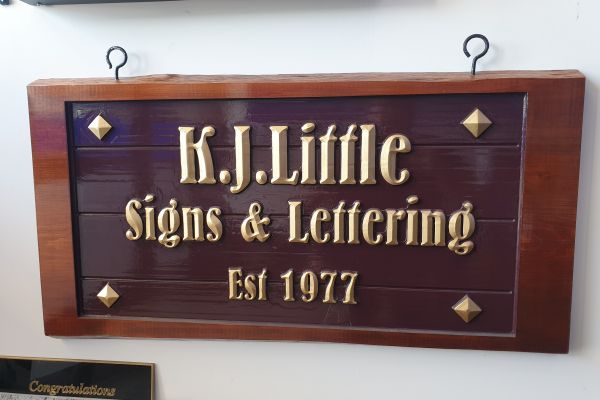 K.J.Little
Signs & Lettering
Est 1977
Congratulations